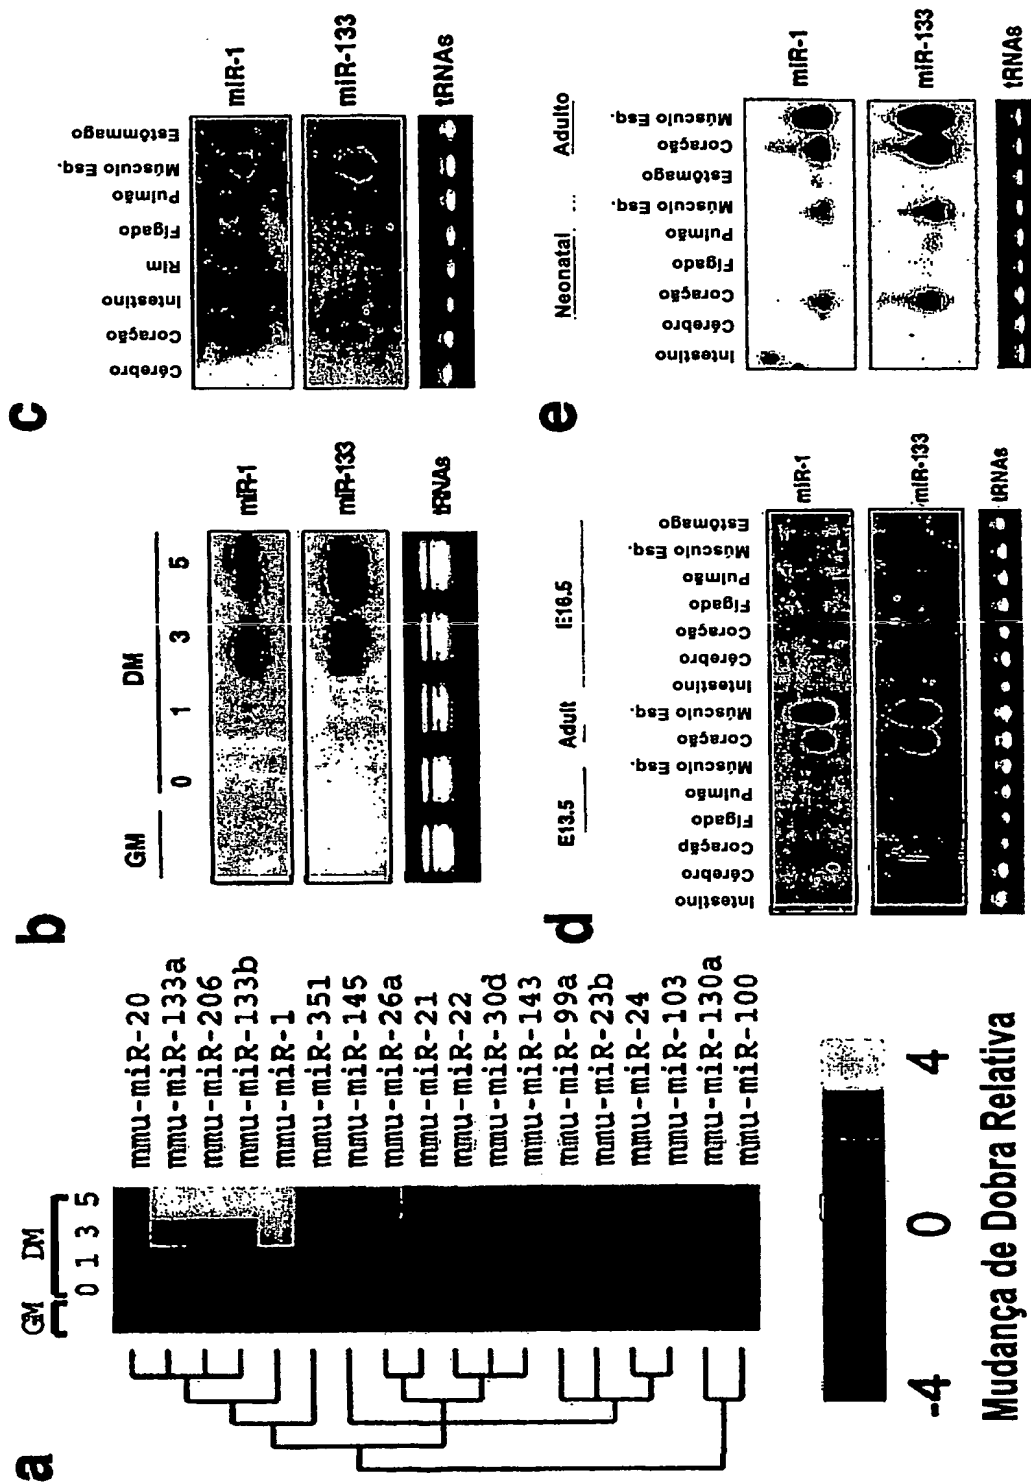 a
GM DM
0 1 3 5
mmu-miR-20
mmu-miR-133a
mmu-miR-206
mmu-miR-133b
mmu-miR-1
mmu-miR-351
mmu-miR-145
mmu-miR-26a
mmu-miR-21
mmu-miR-22
mmu-miR-30d
mmu-miR-143
mmu-miR-99a
mmu-miR-23b
mmu-miR-24
mmu-miR-103
mmu-miR-130a
mmu-miR-100
-4 0 4
Mudança de Dobra Relativa
b
GM DM
0 1 3 5
miR-1
miR-133
tRNAs
c
Cérebro
Coração
Intestino
Rim
Fígado
Pulmão
Músculo Esq.
Estômmago
miR-1
miR-133
tRNAs
d
E13.5 Adult IE16.5
Intestino
Cérebro
Coraçãp
Fígado
Pulmão
Músculo Esq.
Coração
Músculo Esq.
Intestino
Cérebro
Coração
Fígado
Pulmão
Músculo Esq.
Estômago
miR-1
miR-133
tRNAs
e
Neonatal Adulto
Intestino
Cérebro
Coração
Fígado
Pulmão
Músculo Esq.
Estômago
Coração
Músculo Esq.
miR-1
miR-133
tRNAs